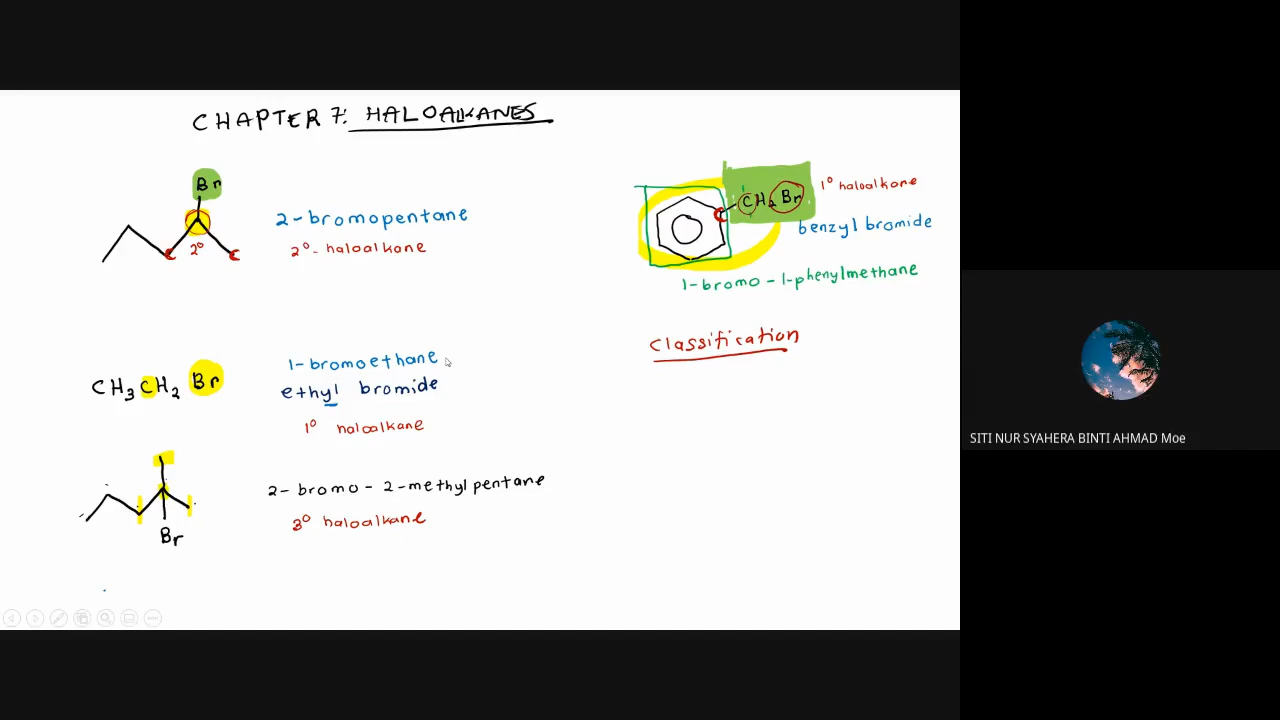 CHAPTER 7: HALOALKANES
Br
2°
2-bromopentane
2°- haloalkane
CH2Br
1° haloalkane
benzyl bromide
1-bromo-1-phenylmethane
classification
CH3CH2Br
1-bromoethane
ethyl bromide
1° haloalkane
Br
2-bromo-2-methylpentane
3° haloalkane
SITI NUR SYAHERA BINTI AHMAD Moe